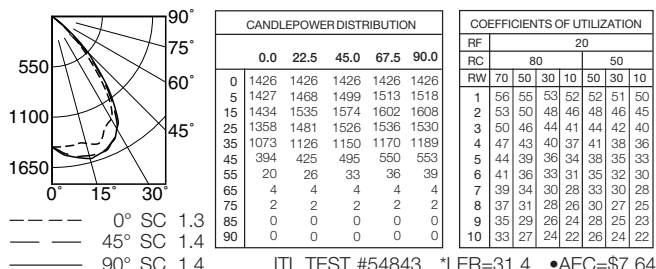 90°
75°
60°
45°
550
1100
1650
0° 15° 30°
0° SC 1.3
45° SC 1.4
90° SC 1.4
CANDLEPOWER DISTRIBUTION
0.0 22.5 45.0 67.5 90.0
0 1426 1426 1426 1426 1426
5 1427 1468 1499 1513 1518
15 1434 1535 1574 1602 1608
25 1358 1481 1526 1536 1530
35 1073 1126 1150 1170 1189
45 394 425 495 550 553
55 20 26 33 36 39
65 4 4 4 4 4
75 2 2 2 2 2
85 0 0 0 0 0
90 0 0 0 0 0
COEFFICIENTS OF UTILIZATION
RF 20
RC 80 50
RW 70 50 30 10 50 30 10
1 56 55 53 52 52 51 50
2 53 50 48 46 48 46 45
3 50 46 44 41 44 42 40
4 47 43 40 37 41 38 36
5 44 39 36 34 38 35 33
6 41 36 33 31 35 32 30
7 39 34 30 28 33 30 28
8 37 31 28 26 30 27 25
9 35 29 26 24 28 25 23
10 33 27 24 22 26 24 22
ITL TEST #54843 *LER=31.4 •AEC=$7.64